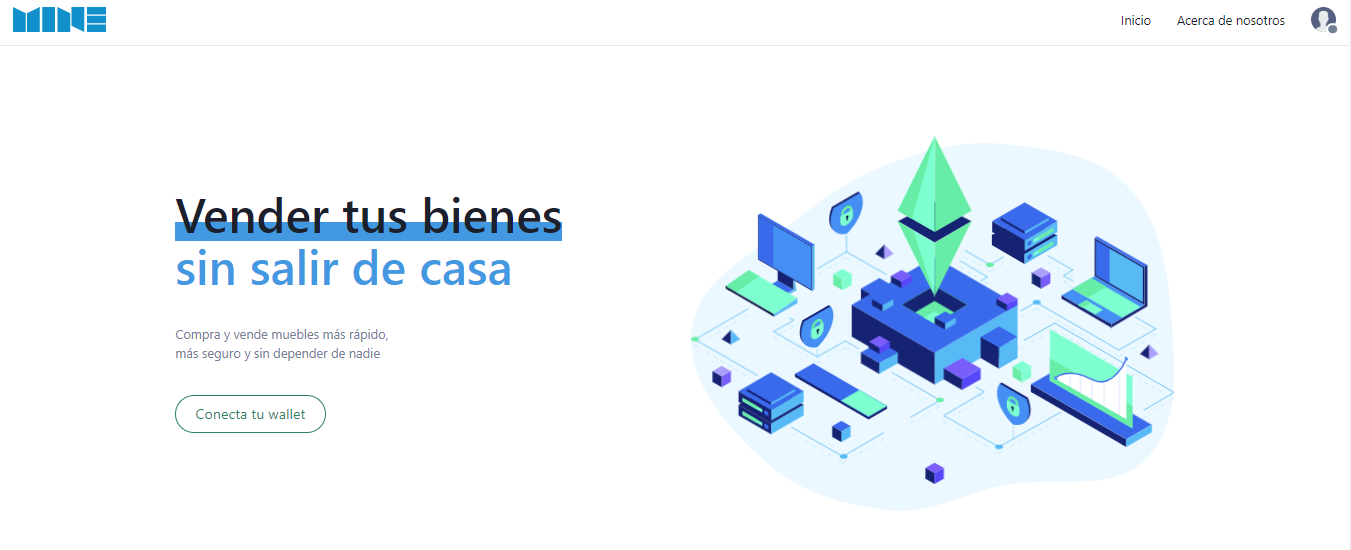 MINE
Inicio
Acerca de nosotros
Vender tus bienes
sin salir de casa
Compra y vende muebles más rápido,
más seguro y sin depender de nadie
Conecta tu wallet